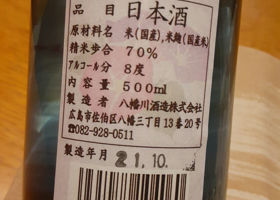 品目 日本酒
原材料名 米(国産),米麹(国産米)
精米歩合 70%
アルコール分 8度
内容量 500ml
製造者 八幡川酒造株式会社
広島市佐伯区八幡三丁目13番20号
☎082-928-0511
製造年月 21.10.